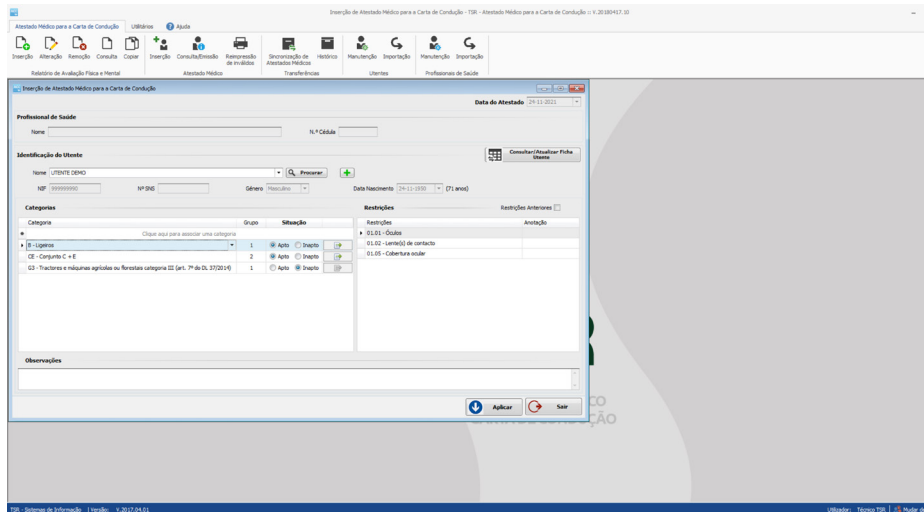 Inserção de Atestado Médico para a Carta de Condução - TSR - Atestado Médico para a Carta de Condução :: V.20180417.10
Atestado Médico para a Carta de Condução Utilitários Ajuda
Inserção Alteração Remoção Consulta Copiar Inserção Consulta/Emissão Reimpressão de inválidos Sincronização de Atestados Médicos Histórico Manutenção Importação Manutenção Importação
Relatório de Avaliação Física e Mental Atestado Médico Transferências Utentes Profissionais de Saúde
Inserção de Atestado Médico para a Carta de Condução
Data do Atestado 24-11-2021
Profissional de Saúde
Nome N.º Cédula
Identificação do Utente
Consultar/Atualizar Ficha Utente
Nome UTENTE DEMO Procurar
NIF 999999990 Nº SNS Género Masculino Data Nascimento 24-11-1950 (71 anos)
Categorias Restrições Restrições Anteriores
Categoria Grupo Situação Restrições Anotação
Clique aqui para associar uma categoria 01.01 - Óculos
B - Ligeiros 1 Apto Inapto 01.02 - Lente(s) de contacto
CE - Conjunto C + E 2 Apto Inapto 01.05 - Cobertura ocular
G3 - Tractores e máquinas agrícolas ou florestais categoria III (art. 7º do DL 37/2014) 1 Apto Inapto
Observações
Aplicar Sair
TSR - Sistemas de Informação | Versão: V.2017.04.01 Utilizador: Técnico TSR | Mudar